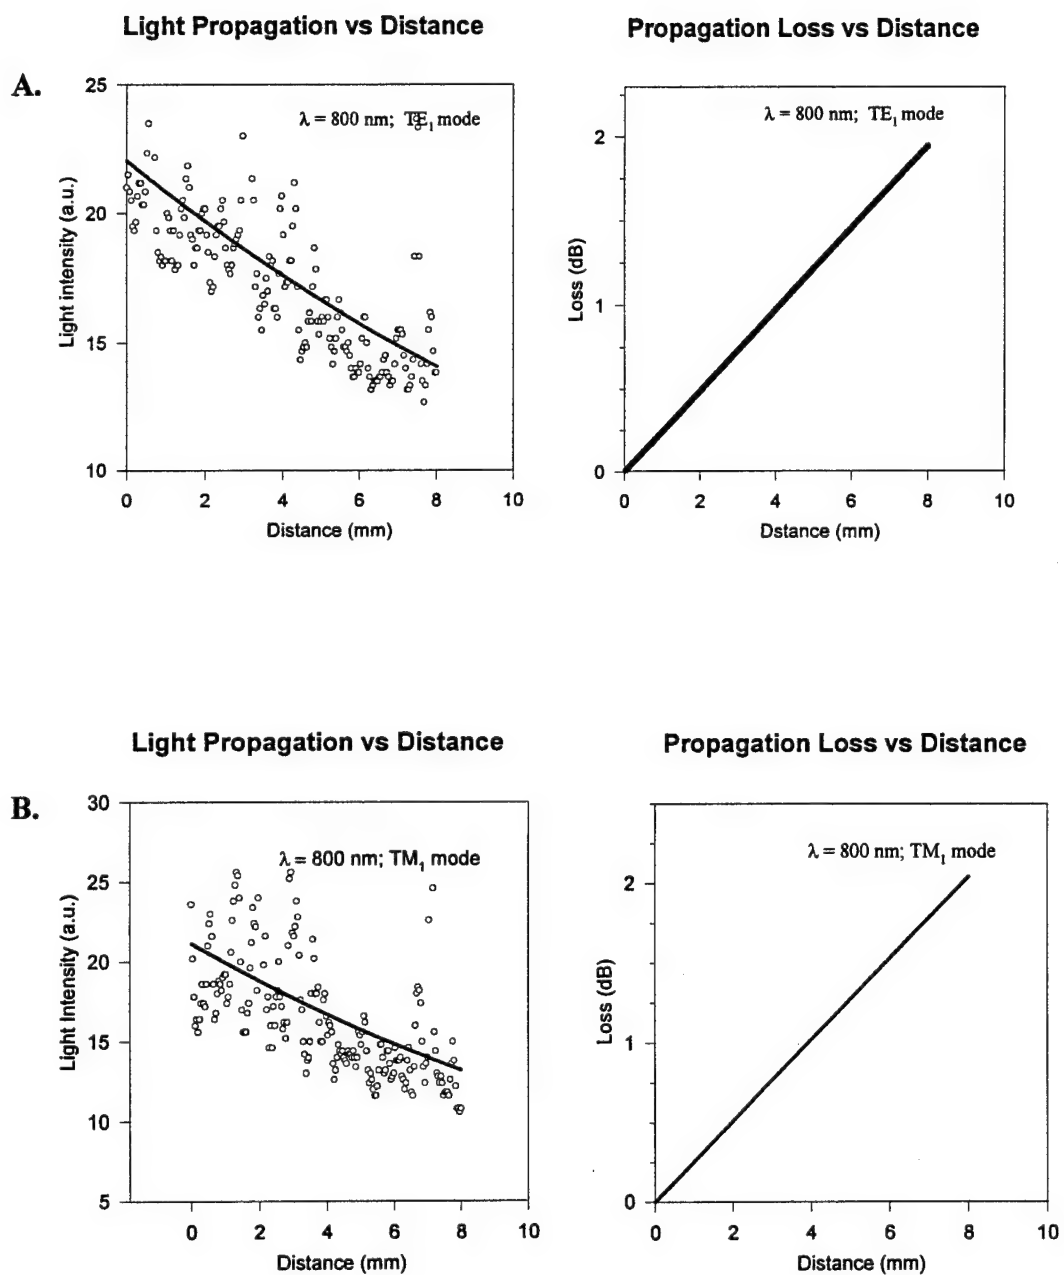 Light Propagation vs Distance
Propagation Loss vs Distance
A.
λ = 800 nm; TE1 mode
25
20
15
10
Light intensity (a.u.)
0 2 4 6 8 10
Distance (mm)
λ = 800 nm; TE1 mode
2
1
0
Loss (dB)
0 2 4 6 8 10
Dstance (mm)
Light Propagation vs Distance
Propagation Loss vs Distance
B.
λ = 800 nm; TM1 mode
30
25
20
15
10
5
Light Intensity (a.u.)
0 2 4 6 8 10
Distance (mm)
λ = 800 nm; TM1 mode
2
1
0
Loss (dB)
0 2 4 6 8 10
Distance (mm)